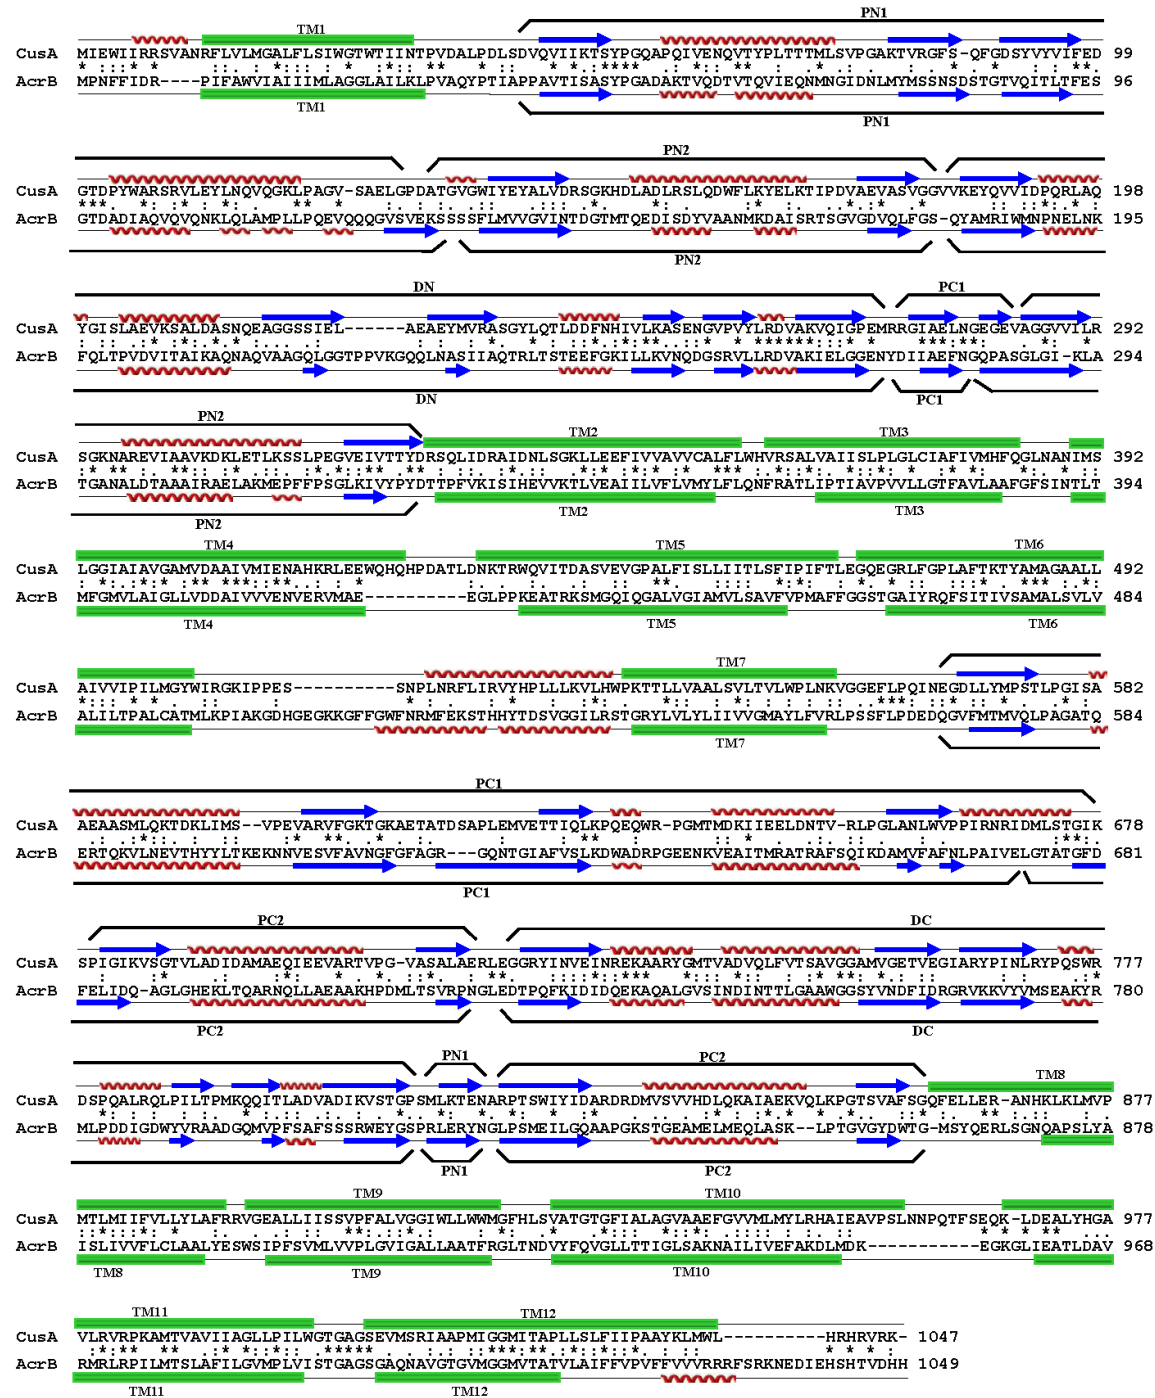 PN1
TM1
CusA MIEWIIRRSVANRFLVLMGALFLSIWGTWTIINTPVDALPDLSDVQVIIKTSYPGQAPQIVENQVTYPLTTTMLSVPGAKTVRGFS-QFGDSYVYVIFED 99
AcrB MPNFFIDR----PIFAWVIAIIIMLAGGLAILKLPVAQYPTIAPPAVTISASYPGADAKTVQDTVTQVIEQNMNGIDNLMYMSSNSDSTGTVQITLTFES 96
TM1
PN1
PN2
CusA GTDPYWARSRVLEYLNQVQGKLPAGV-SAELGPDATGVGWIYEYALVDRSGKHDLADLRSLQDWFLKYELKTIPDVAEVASVGGVVKEYQVVIDPQRLAQ 198
AcrB GTDADIAQVQVQNKLQLAMPLLPQEVQQQGVSVEKSSSSFLMVVGVINTDGTMTQEDISDYVAANMKDAISRTSGVGDVQLFGS-QYAMRIWMNPNELNK 195
PN2
DN
PC1
CusA YGISLAEVKSALDASNQEAGGSSIEL------AEAEYMVRASGYLQTLDDFNHIVLKASENGVPVYLRDVAKVQIGPEMRRGIAELNGEGEVAGGVVILR 292
AcrB FQLTPVDVITAIKAQNAQVAAGQLGGTPPVKGQQLNASIIAQTRLTSTEEFGKILLKVNQDGSRVLLRDVAKIELGGENYDIIAEFNGQPASGLGI-KLA 294
DN
PC1
PN2
TM2
TM3
CusA SGKNAREVIAAVKDKLETLKSSLPEGVEIVTTYDRSQLIDRAIDNLSGKLLEEFIVVAVVCALFLWHVRSALVAIISLPLGLCIAFIVMHFQGLNANIMS 392
AcrB TGANALDTAAAIRAELAKMEPFFPSGLKIVYPYDTTPFVKISIHEVVKTLVEAIILVFLVMYLFLQNFRATLIPTIAVPVVLLGTFAVLAAFGFSINTLT 394
PN2
TM2
TM3
TM4
TM5
TM6
CusA LGGIAIAVGAMVDAAIVMIENAHKRLEEWQHQHPDATLDNKTRWQVITDASVEVGPALFISLLIITLSFIPIFTLEGQEGRLFGPLAFTKTYAMAGAALL 492
AcrB MFGMVLAIGLLVDDAIVVVENVERVMAE----------EGLPPKEATRKSMGQIQGALVGIAMVLSAVFVPMAFFGGSTGAIYRQFSITIVSAMALSVLV 484
TM4
TM5
TM6
TM7
CusA AIVVIPILMGYWIRGKIPPES----------SNPLNRFLIRVYHPLLLKVLHWPKTTLLVAALSVLTVLWPLNKVGGEFLPQINEGDLLYMPSTLPGISA 582
AcrB ALILTPALCATMLKPIAKGDHGEGKKGFFGWFNRMFEKSTHHYTDSVGGILRSTGRYLVLYLIIVVGMAYLFVRLPSSFLPDEDQGVFMTMVQLPAGATQ 584
TM7
PC1
CusA AEAASMLQKTDKLIMS--VPEVARVFGKTGKAETATDSAPLEMVETTIQLKPQEQWR-PGMTMDKIIEELDNTV-RLPGLANLWVPPIRNRIDMLSTGIK 678
AcrB ERTQKVLNEVTHYYLTKEKNNVESVFAVNGFGFAGR---GQNTGIAFVSLKDWADRPGEENKVEAITMRATRAFSQIKDAMVFAFNLPAIVELGTATGFD 681
PC1
PC2
DC
CusA SPIGIKVSGTVLADIDAMAEQIEEVARTVPG-VASALAERLEGGRYINVEINREKAARYGMTVADVQLFVTSAVGGAMVGETVEGIARYPINLRYPQSWR 777
AcrB FELIDQ-AGLGHEKLTQARNQLLAEAAKHPDMLTSVRPNGLEDTPQFKIDIDQEKAQALGVSINDINTTLGAAWGGSYVNDFIDRGRVKKVYVMSEAKYR 780
PC2
DC
PN1
PC2
TM8
CusA DSPQALRQLPILTPMKQQITLADVADIKVSTGPSMLKTENARPTSWIYIDARDRDMVSVVHDLQKAIAEKVQLKPGTSVAFSGQFELLER-ANHKLKLMVP 877
AcrB MLPDDIGDWYVRAADGQMVPFSAFSSSRWEYGSPRLERYNGLPSMEILGQAAPGKSTGEAMELMEQLASK--LPTGVGYDWTG-MSYQERLSGNQAPSLYA 878
PN1
PC2
TM9
TM10
CusA MTLMIIFVLLYLAFRRVGEALLIISSVPFALVGGIWLLWWMGFHLSVATGTGFIALAGVAAEFGVVMLMYLRHAIEAVPSLNNPQTFSEQK-LDEALYHGA 977
AcrB ISLIVVFLCLAALYESWSIPFSVMLVVPLGVIGALLAATFRGLTNDVYFQVGLLTTIGLSAKNAILIVEFAKDLMDK-----------EGKGLIEATLDAV 968
TM8
TM9
TM10
TM11
TM12
CusA VLRVRPKAMTVAVIIAGLLPILWGTGAGSEVMSRIAAPMIGGMITAPLLSLFIIPAAYKLMWL----------HRHRVRK- 1047
AcrB RMRLRPILMTSLAFILGVMPLVISTGAGSGAQNAVGTGVMGGMVTATVLAIFFVPVFFVVVRRRFSRKNEDIEHSHTVDHH 1049
TM11
TM12